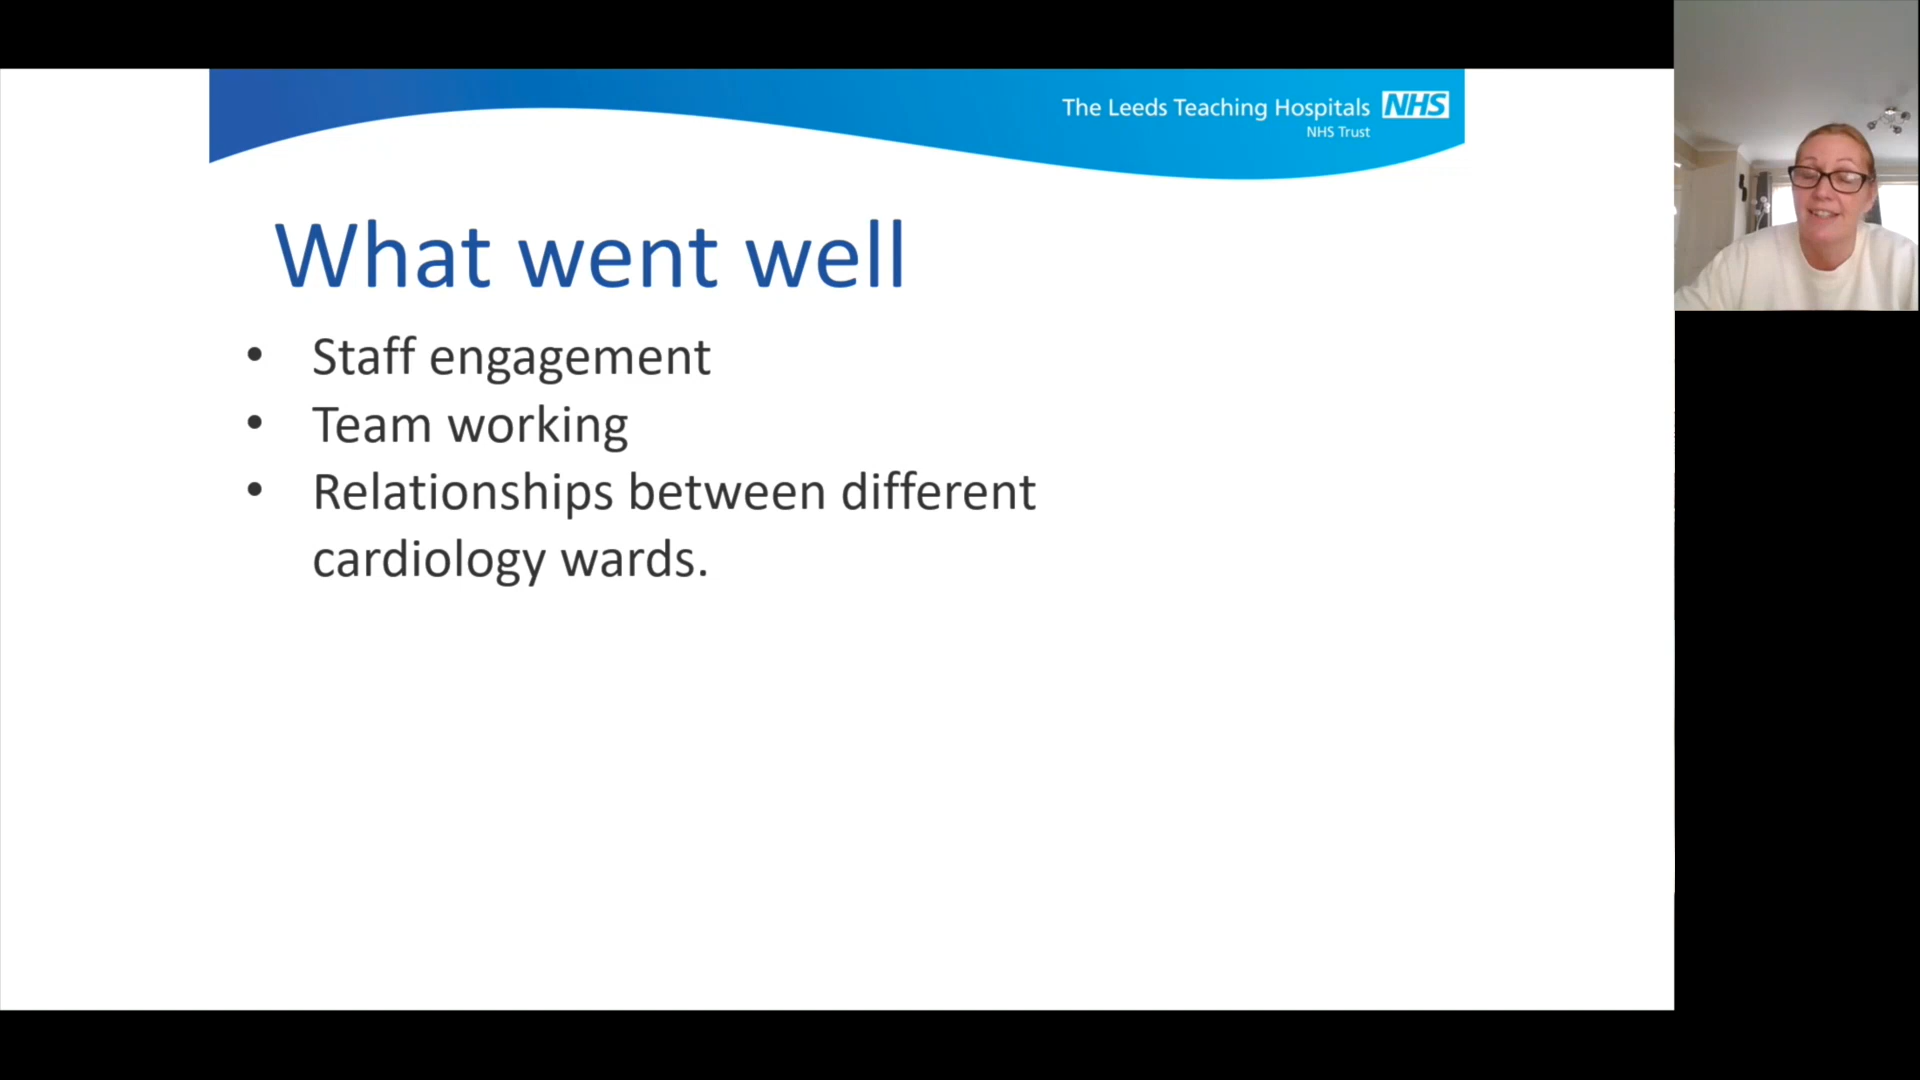 The Leeds Teaching Hospitals NHS
NHS Trust
What went well
• Staff engagement
• Team working
• Relationships between different
cardiology wards.